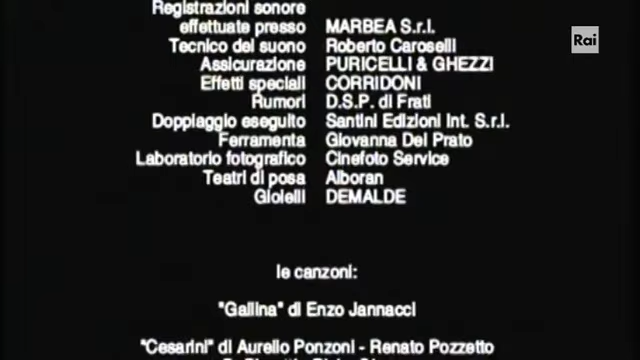 Registrazioni sonore
effettuate presso MARBEA S.r.l.
Rai
Tecnico del suono Roberto Caroselli
Assicurazione PURICELLI & GHEZZI
Effetti speciali CORRIDONI
Rumori D.S.P. di Frati
Doppiaggio eseguito Santini Edizioni Int. S.r.l.
Ferramenta Giovanna Del Prato
Laboratorio fotografico Cinefoto Service
Teatri di posa Alboran
Gioielli DEMALDE
le canzoni:
"Gallina" di Enzo Jannacci
"Cesarini" di Aurelio Ponzoni - Renato Pozzetto